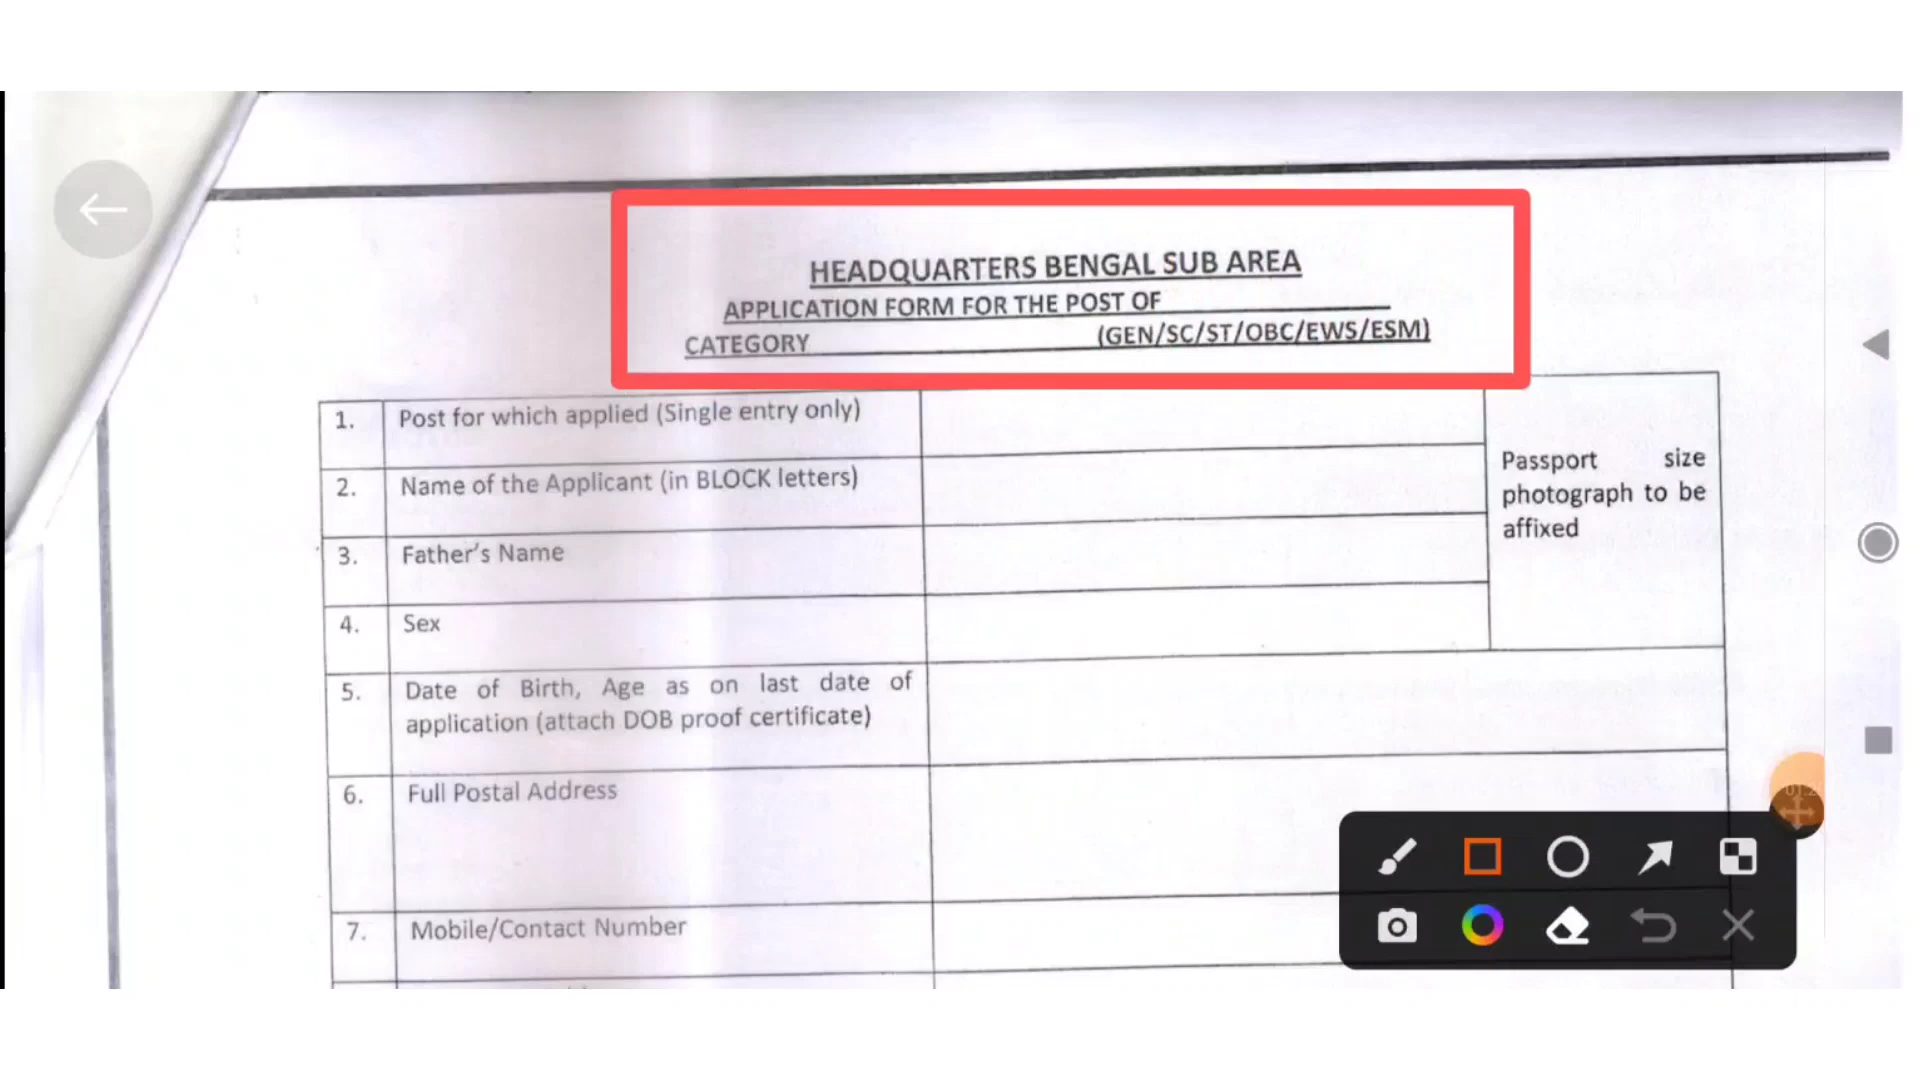 HEADQUARTERS BENGAL SUB AREA
APPLICATION FORM FOR THE POST OF
CATEGORY (GEN/SC/ST/OBC/EWS/ESM)
1. Post for which applied (Single entry only)
2. Name of the Applicant (in BLOCK letters)
3. Father's Name
4. Sex
Passport size
photograph to be
affixed
5. Date of Birth, Age as on last date of
application (attach DOB proof certificate)
6. Full Postal Address
7. Mobile/Contact Number